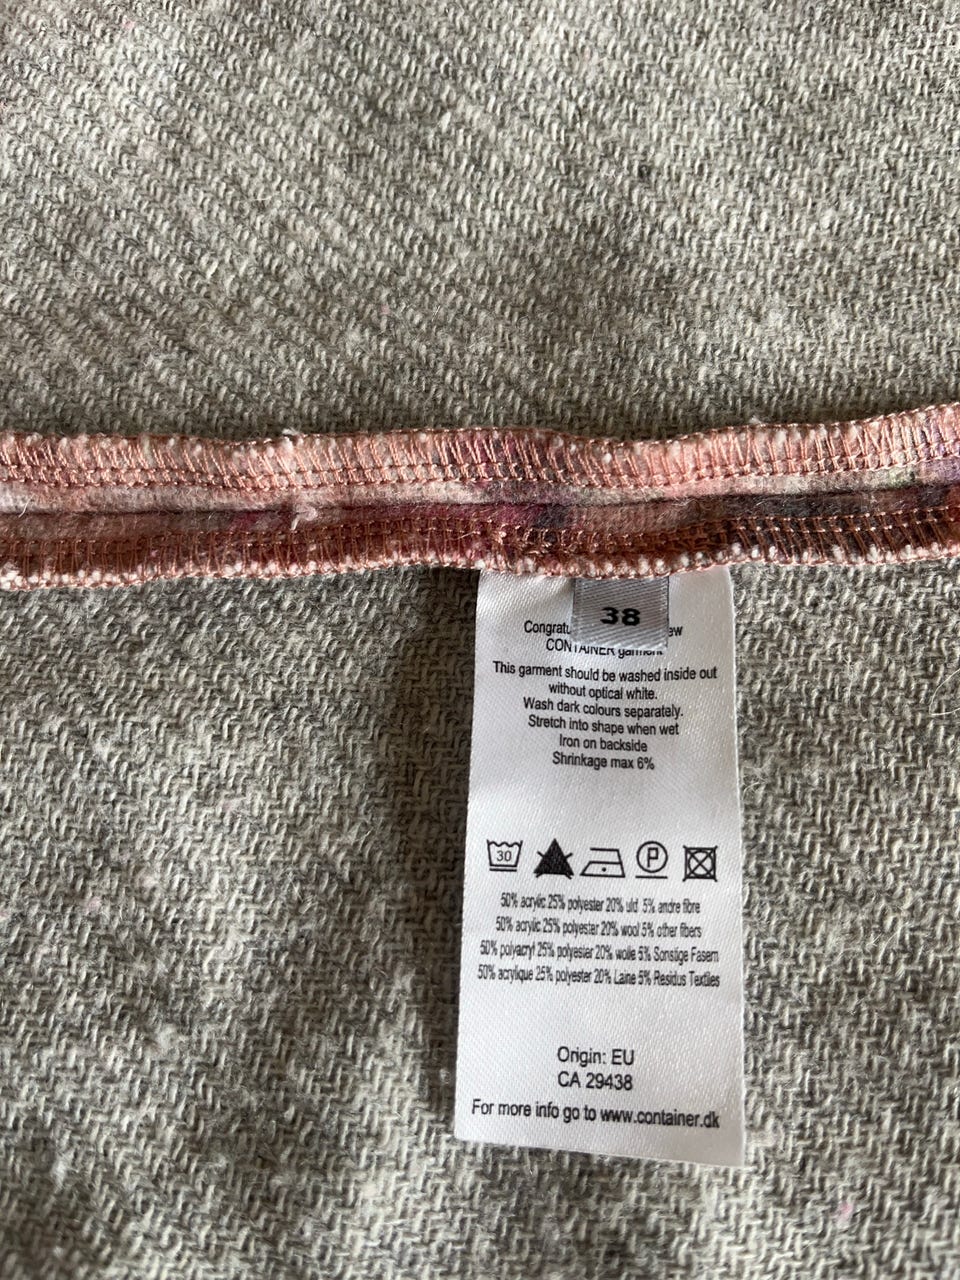 38
CONTAINER garment
This garment should be washed inside out
without optical white.
Wash dark colours separately.
Stretch into shape when wet
Iron on backside
Shrinkage max 6%
30
P
50% acrylic 25% polyester 20% uld 5% andre fibre
50% acrylic 25% polyester 20% wool 5% other fibers
50% polyacryl 25% polyester 20% wolle 5% Sonstige Fasern
50% acrylique 25% polyester 20% Laine 5% Residus Textiles
Origin: EU
CA 29438
For more info go to www.container.dk